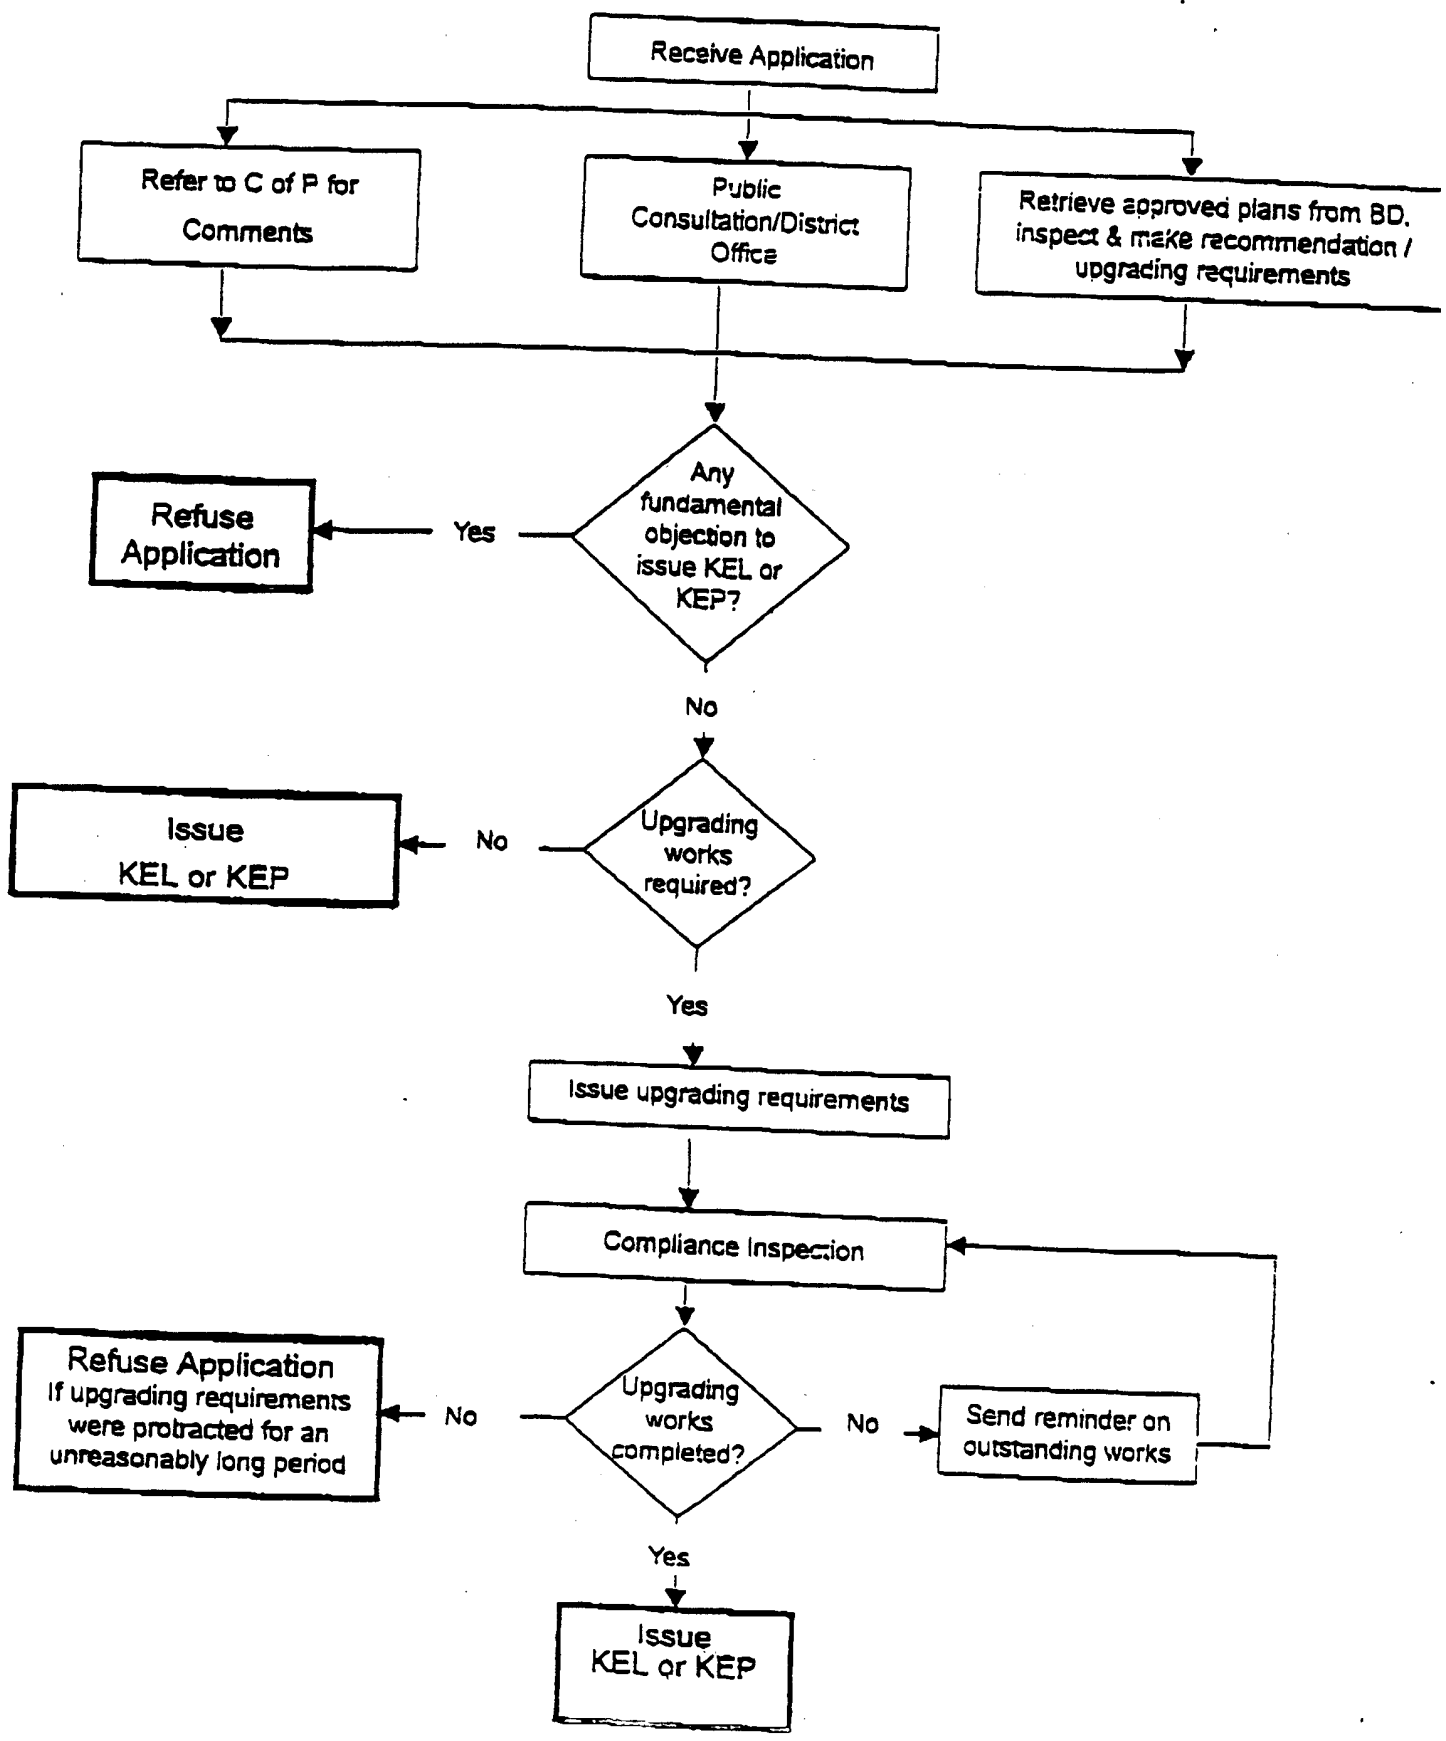 Receive Application
Refer to C of P for
Comments
Public
Consultation/District
Office
Retrieve approved plans from BD,
inspect & make recommendation /
upgrading requirements
Any
fundamental
objection to
issue KEL or
KEP?
Yes
Refuse
Application
No
Upgrading
works
required?
No
Issue
KEL or KEP
Yes
Issue upgrading requirements
Compliance Inspection
Upgrading
works
completed?
No
Refuse Application
If upgrading requirements
were protracted for an
unreasonably long period
No
Send reminder on
outstanding works
Yes
Issue
KEL or KEP